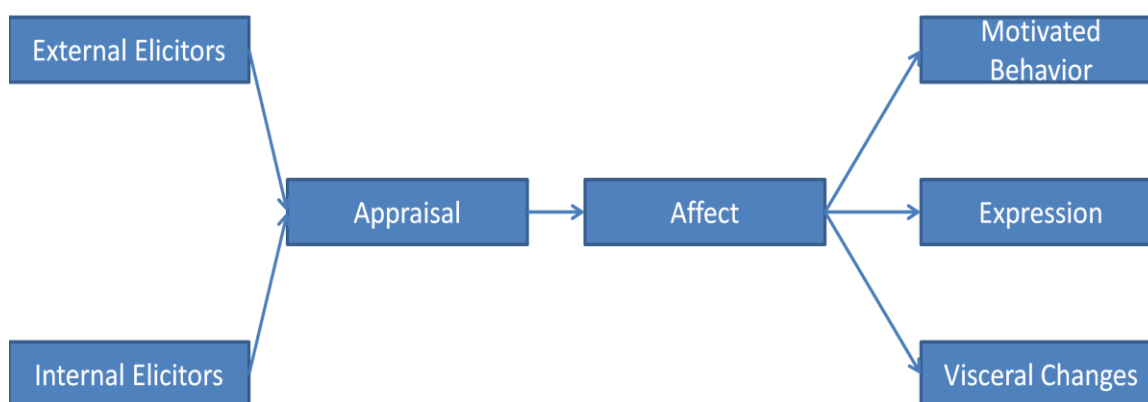 External Elicitors
Internal Elicitors
Appraisal
Affect
Motivated
Behavior
Expression
Visceral Changes